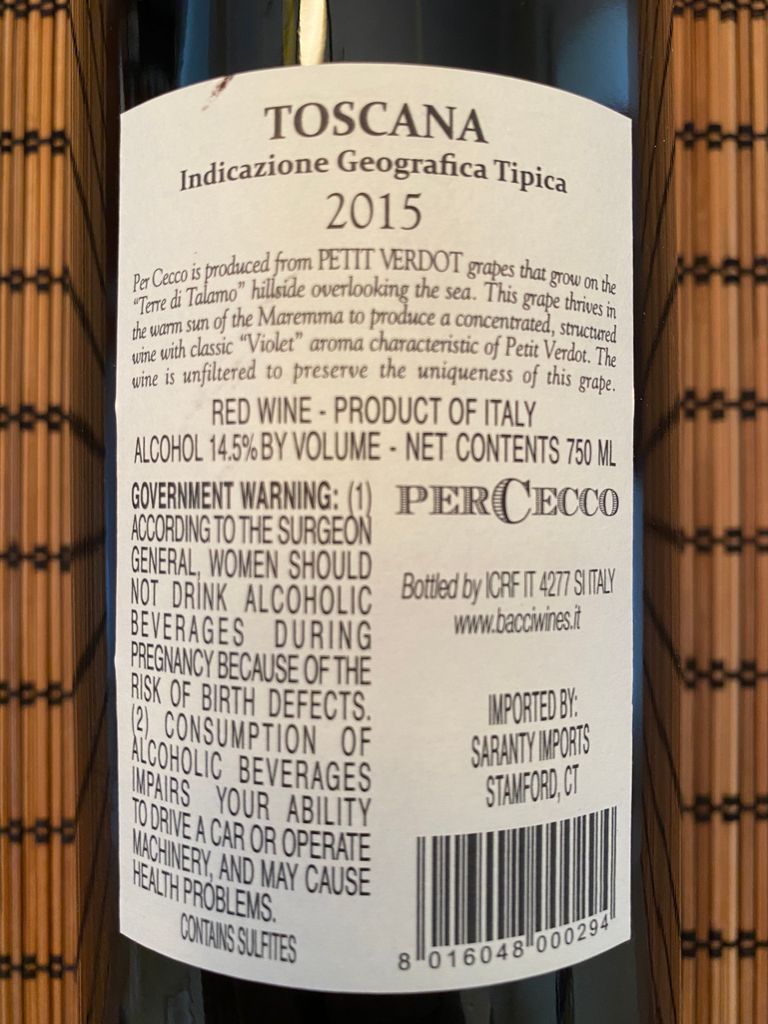 TOSCANA
Indicazione Geografica Tipica
2015
Per Cecco is produced from PETIT VERDOT grapes that grow on the
"Terre di Talamo" hillside overlooking the sea. This grape thrives in
the warm sun of the Maremma to produce a concentrated, structured
wine with classic "Violet" aroma characteristic of Petit Verdot. The
wine is unfiltered to preserve the uniqueness of this grape.
RED WINE - PRODUCT OF ITALY
ALCOHOL 14.5% BY VOLUME - NET CONTENTS 750 ML
GOVERNMENT WARNING: (1)
ACCORDING TO THE SURGEON
GENERAL, WOMEN SHOULD
NOT DRINK ALCOHOLIC
BEVERAGES DURING
PREGNANCY BECAUSE OF THE
RISK OF BIRTH DEFECTS.
(2) CONSUMPTION OF
ALCOHOLIC BEVERAGES
IMPAIRS YOUR ABILITY
TO DRIVE A CAR OR OPERATE
MACHINERY, AND MAY CAUSE
HEALTH PROBLEMS.
CONTAINS SULFITES
PERCECCO
Bottled by ICRF IT 4277 SI ITALY
www.bacciwines.it
IMPORTED BY:
SARANTY IMPORTS
STAMFORD, CT
8 016048 000294